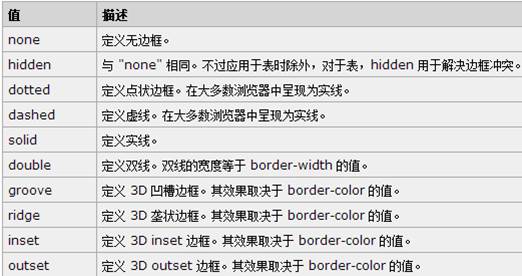 值 描述
none 定义无边框。
hidden 与 "none" 相同。不过应用于表时除外，对于表，hidden 用于解决边框冲突。
dotted 定义点状边框。在大多数浏览器中呈现为实线。
dashed 定义虚线。在大多数浏览器中呈现为实线。
solid 定义实线。
double 定义双线。双线的宽度等于 border-width 的值。
groove 定义 3D 凹槽边框。其效果取决于 border-color 的值。
ridge 定义 3D 垄状边框。其效果取决于 border-color 的值。
inset 定义 3D inset 边框。其效果取决于 border-color 的值。
outset 定义 3D outset 边框。其效果取决于 border-color 的值。